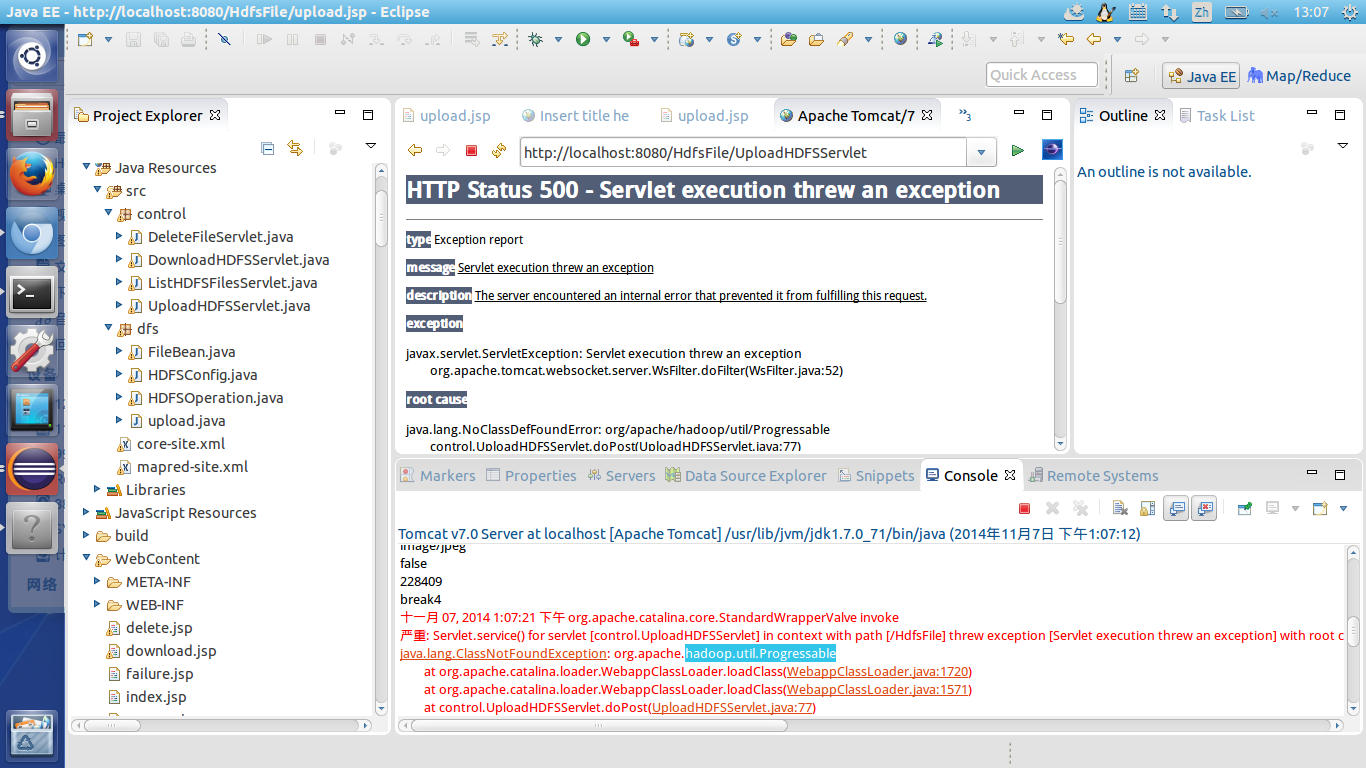 Java EE - http://localhost:8080/HdfsFile/upload.jsp - Eclipse
Zh
13:07
Quick Access
Java EE
Map/Reduce
Project Explorer
Java Resources
src
control
DeleteFileServlet.java
DownloadHDFSServlet.java
ListHDFSFilesServlet.java
UploadHDFSServlet.java
dfs
FileBean.java
HDFSConfig.java
HDFSOperation.java
upload.java
core-site.xml
mapred-site.xml
Libraries
JavaScript Resources
build
WebContent
META-INF
WEB-INF
delete.jsp
download.jsp
failure.jsp
index.jsp
网络
upload.jsp
Insert title he
upload.jsp
Apache Tomcat/7
»3
http://localhost:8080/HdfsFile/UploadHDFSServlet
HTTP Status 500 - Servlet execution threw an exception
type Exception report
message Servlet execution threw an exception
description The server encountered an internal error that prevented it from fulfilling this request.
exception
javax.servlet.ServletException: Servlet execution threw an exception
org.apache.tomcat.websocket.server.WsFilter.doFilter(WsFilter.java:52)
root cause
java.lang.NoClassDefFoundError: org/apache/hadoop/util/Progressable
control.UploadHDFSServlet.doPost(UploadHDFSServlet.java:77)
Outline
Task List
An outline is not available.
Markers
Properties
Servers
Data Source Explorer
Snippets
Console
Remote Systems
Tomcat v7.0 Server at localhost [Apache Tomcat] /usr/lib/jvm/jdk1.7.0_71/bin/java (2014年11月7日 下午1:07:12)
image/jpeg
false
228409
break4
十一月 07, 2014 1:07:21 下午 org.apache.catalina.core.StandardWrapperValve invoke
严重: Servlet.service() for servlet [control.UploadHDFSServlet] in context with path [/HdfsFile] threw exception [Servlet execution threw an exception] with root c
java.lang.ClassNotFoundException: org.apache.hadoop.util.Progressable
at org.apache.catalina.loader.WebappClassLoader.loadClass(WebappClassLoader.java:1720)
at org.apache.catalina.loader.WebappClassLoader.loadClass(WebappClassLoader.java:1571)
at control.UploadHDFSServlet.doPost(UploadHDFSServlet.java:77)